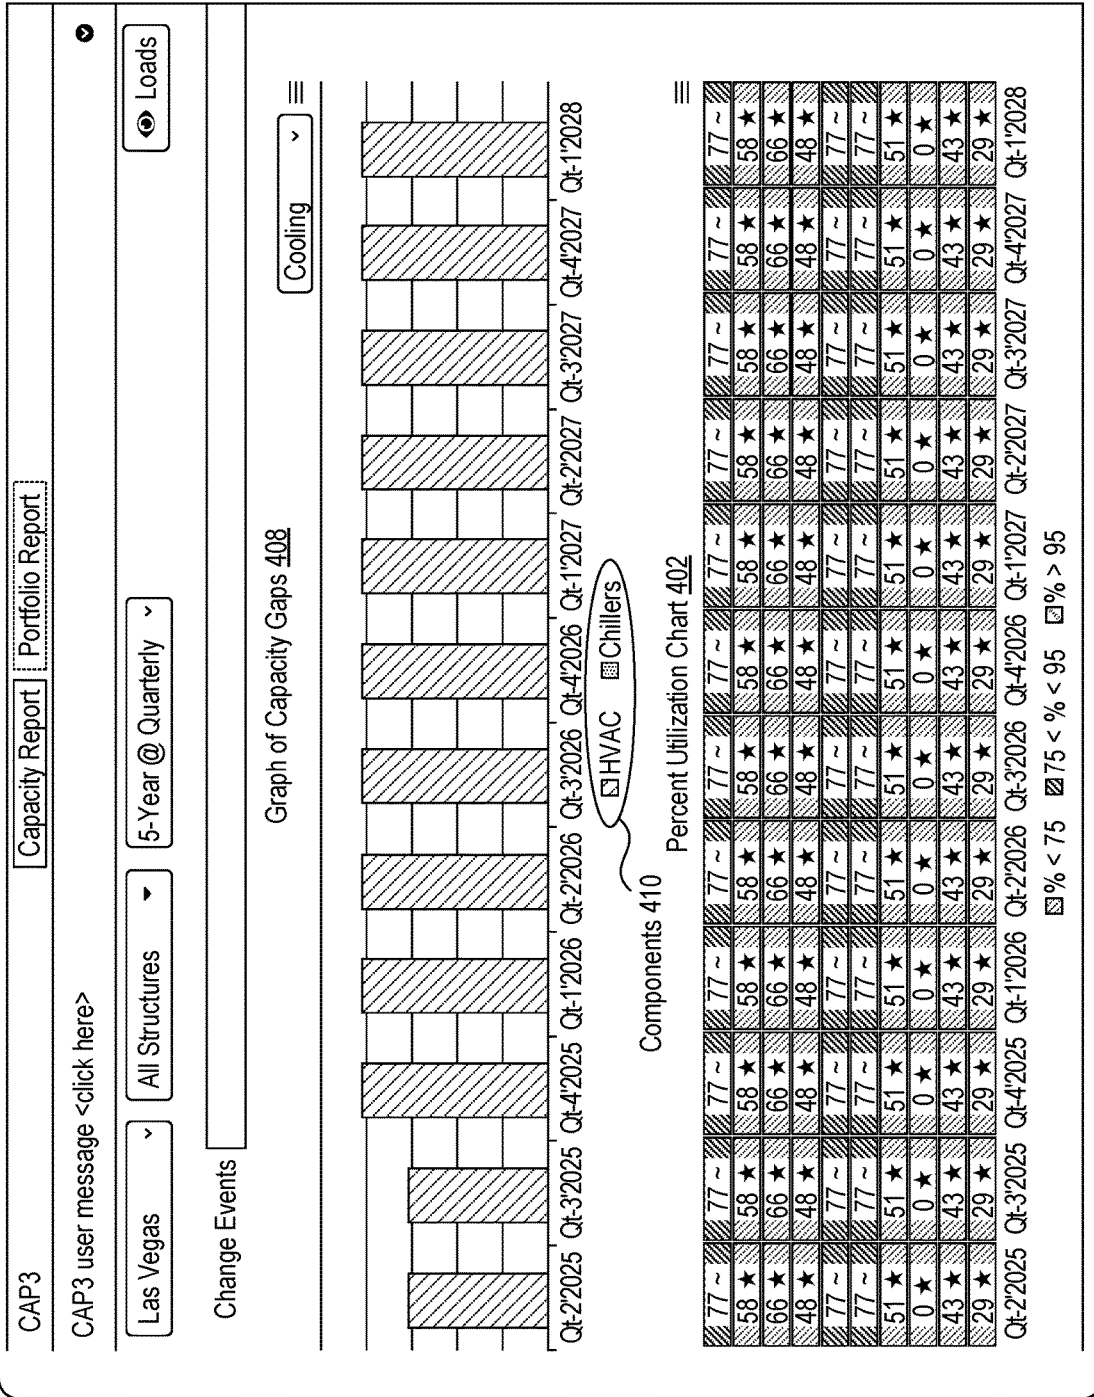 CAP3
Capacity Report Portfolio Report
CAP3 user message <click here>
Las Vegas All Structures 5-Year @ Quarterly Loads
Change Events
Graph of Capacity Gaps 408
Cooling
Qt-2'2025 Qt-3'2025 Qt-4'2025 Qt-1'2026 Qt-2'2026 Qt-3'2026 Qt-4'2026 Qt-1'2027 Qt-2'2027 Qt-3'2027 Qt-4'2027 Qt-1'2028
HVAC Chillers
Components 410
Percent Utilization Chart 402
77 ~ 77 ~ 77 ~ 77 ~ 77 ~ 77 ~ 77 ~ 77 ~ 77 ~ 77 ~ 77 ~ 77 ~
58 ★ 58 ★ 58 ★ 58 ★ 58 ★ 58 ★ 58 ★ 58 ★ 58 ★ 58 ★ 58 ★ 58 ★
66 ★ 66 ★ 66 ★ 66 ★ 66 ★ 66 ★ 66 ★ 66 ★ 66 ★ 66 ★ 66 ★ 66 ★
48 ★ 48 ★ 48 ★ 48 ★ 48 ★ 48 ★ 48 ★ 48 ★ 48 ★ 48 ★ 48 ★ 48 ★
77 ~ 77 ~ 77 ~ 77 ~ 77 ~ 77 ~ 77 ~ 77 ~ 77 ~ 77 ~ 77 ~ 77 ~
77 ~ 77 ~ 77 ~ 77 ~ 77 ~ 77 ~ 77 ~ 77 ~ 77 ~ 77 ~ 77 ~ 77 ~
51 ★ 51 ★ 51 ★ 51 ★ 51 ★ 51 ★ 51 ★ 51 ★ 51 ★ 51 ★ 51 ★ 51 ★
0 ★ 0 ★ 0 ★ 0 ★ 0 ★ 0 ★ 0 ★ 0 ★ 0 ★ 0 ★ 0 ★ 0 ★
43 ★ 43 ★ 43 ★ 43 ★ 43 ★ 43 ★ 43 ★ 43 ★ 43 ★ 43 ★ 43 ★ 43 ★
29 ★ 29 ★ 29 ★ 29 ★ 29 ★ 29 ★ 29 ★ 29 ★ 29 ★ 29 ★ 29 ★ 29 ★
Qt-2'2025 Qt-3'2025 Qt-4'2025 Qt-1'2026 Qt-2'2026 Qt-3'2026 Qt-4'2026 Qt-1'2027 Qt-2'2027 Qt-3'2027 Qt-4'2027 Qt-1'2028
% < 75 75 < % < 95 % > 95